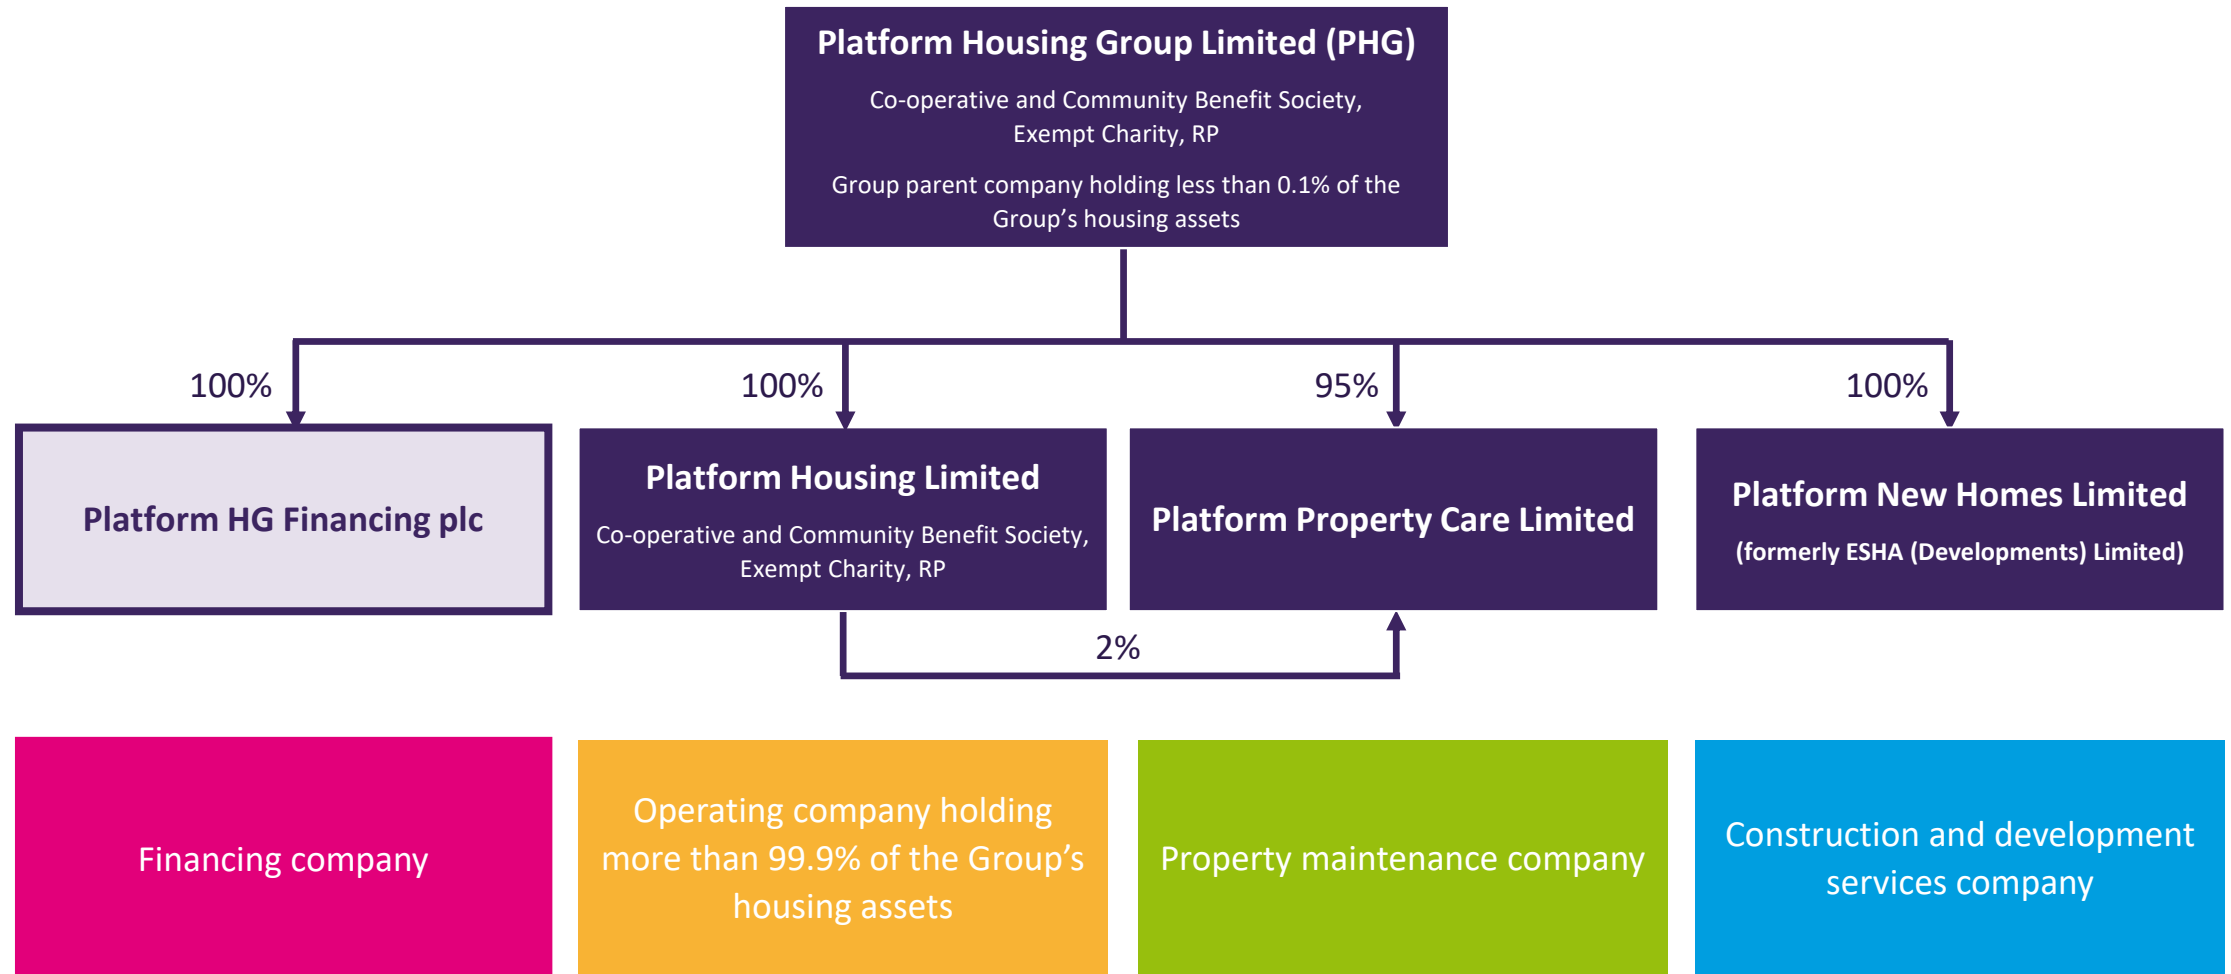 Platform Housing Group Limited (PHG)
Co-operative and Community Benefit Society,
Exempt Charity, RP
Group parent company holding less than 0.1% of the
Group’s housing assets
100%
100%
95%
100%
Platform HG Financing plc
Platform Housing Limited
Co-operative and Community Benefit Society,
Exempt Charity, RP
Platform Property Care Limited
Platform New Homes Limited
(formerly ESHA (Developments) Limited)
2%
Financing company
Operating company holding
more than 99.9% of the Group’s
housing assets
Property maintenance company
Construction and development
services company